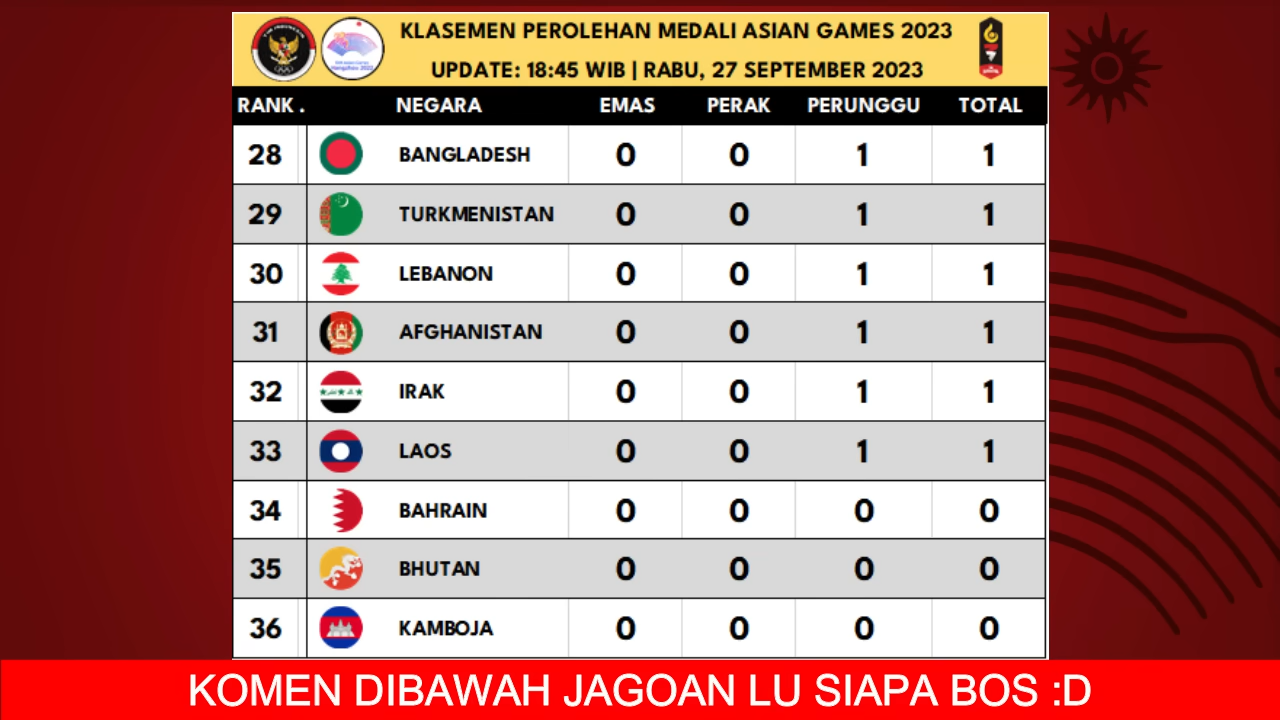 KLASEMEN PEROLEHAN MEDALI ASIAN GAMES 2023
UPDATE: 18:45 WIB | RABU, 27 SEPTEMBER 2023
RANK . NEGARA EMAS PERAK PERUNGGU TOTAL
28 BANGLADESH 0 0 1 1
29 TURKMENISTAN 0 0 1 1
30 LEBANON 0 0 1 1
31 AFGHANISTAN 0 0 1 1
32 IRAK 0 0 1 1
33 LAOS 0 0 1 1
34 BAHRAIN 0 0 0 0
35 BHUTAN 0 0 0 0
36 KAMBOJA 0 0 0 0
KOMEN DIBAWAH JAGOAN LU SIAPA BOS :D